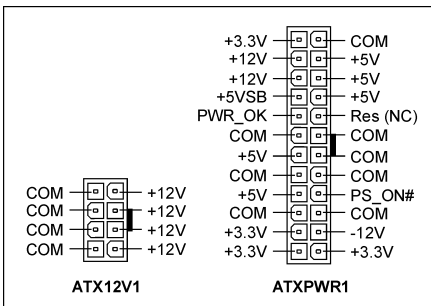 +3.3V COM
+12V +5V
+12V +5V
+5VSB +5V
PWR_OK Res (NC)
COM COM
+5V COM
COM COM
+5V PS_ON#
COM COM
+3.3V -12V
+3.3V +3.3V
ATXPWR1
COM +12V
COM +12V
COM +12V
COM +12V
ATX12V1